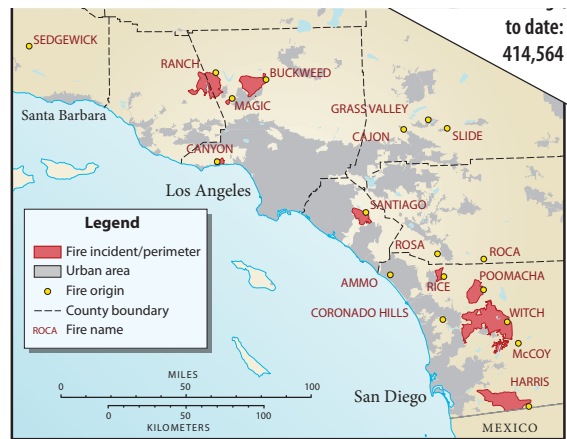 to date:
414,564
SEDGEWICK
RANCH
BUCKWEED
MAGIC
Santa Barbara
GRASS VALLEY
CAJON
SLIDE
CANYON
Los Angeles
SANTIAGO
Legend
Fire incident/perimeter
Urban area
Fire origin
County boundary
ROCA Fire name
ROSA
ROCA
AMMO
RICE
POOMACHA
CORONADO HILLS
WITCH
McCOY
MILES
0 50 100
0 50 100
KILOMETERS
San Diego
HARRIS
MEXICO